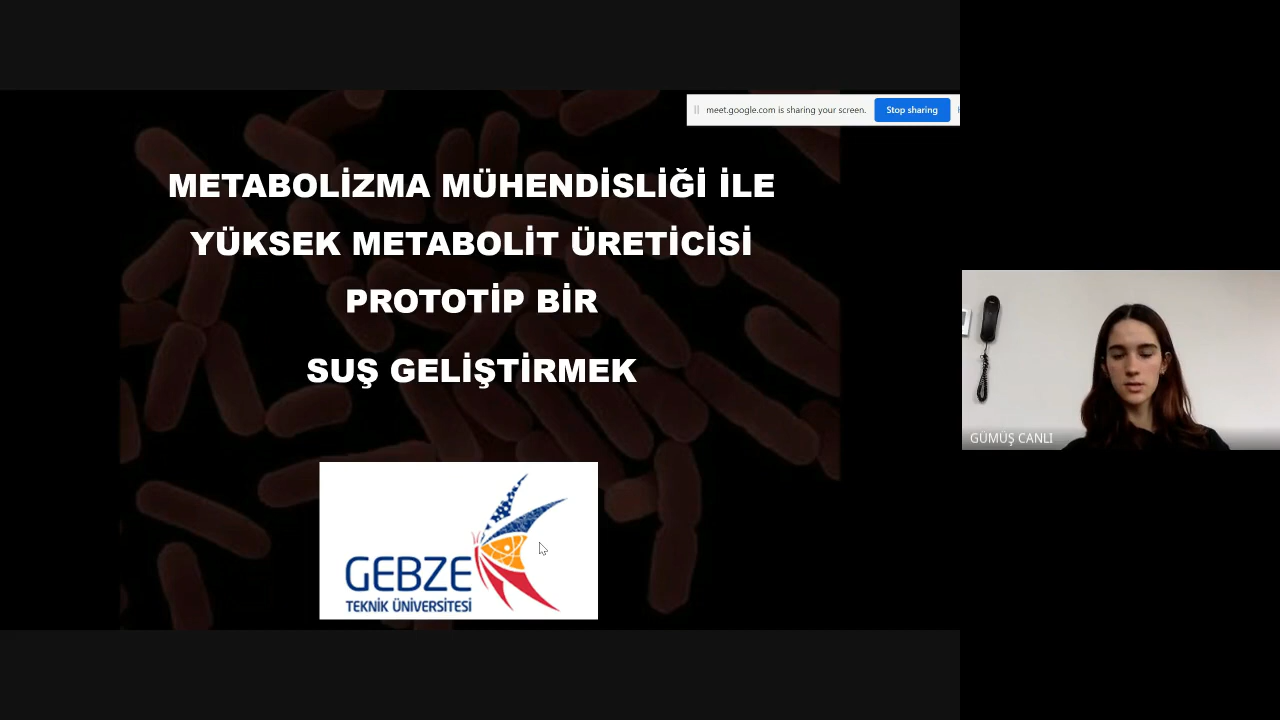 meet.google.com is sharing your screen.
Stop sharing
METABOLİZMA MÜHENDİSLİĞİ İLE
YÜKSEK METABOLİT ÜRETİCİSİ
PROTOTİP BİR
SUŞ GELİŞTİRMEK
GEBZE
TEKNİK ÜNİVERSİTESİ
GÜMÜŞ CANLI